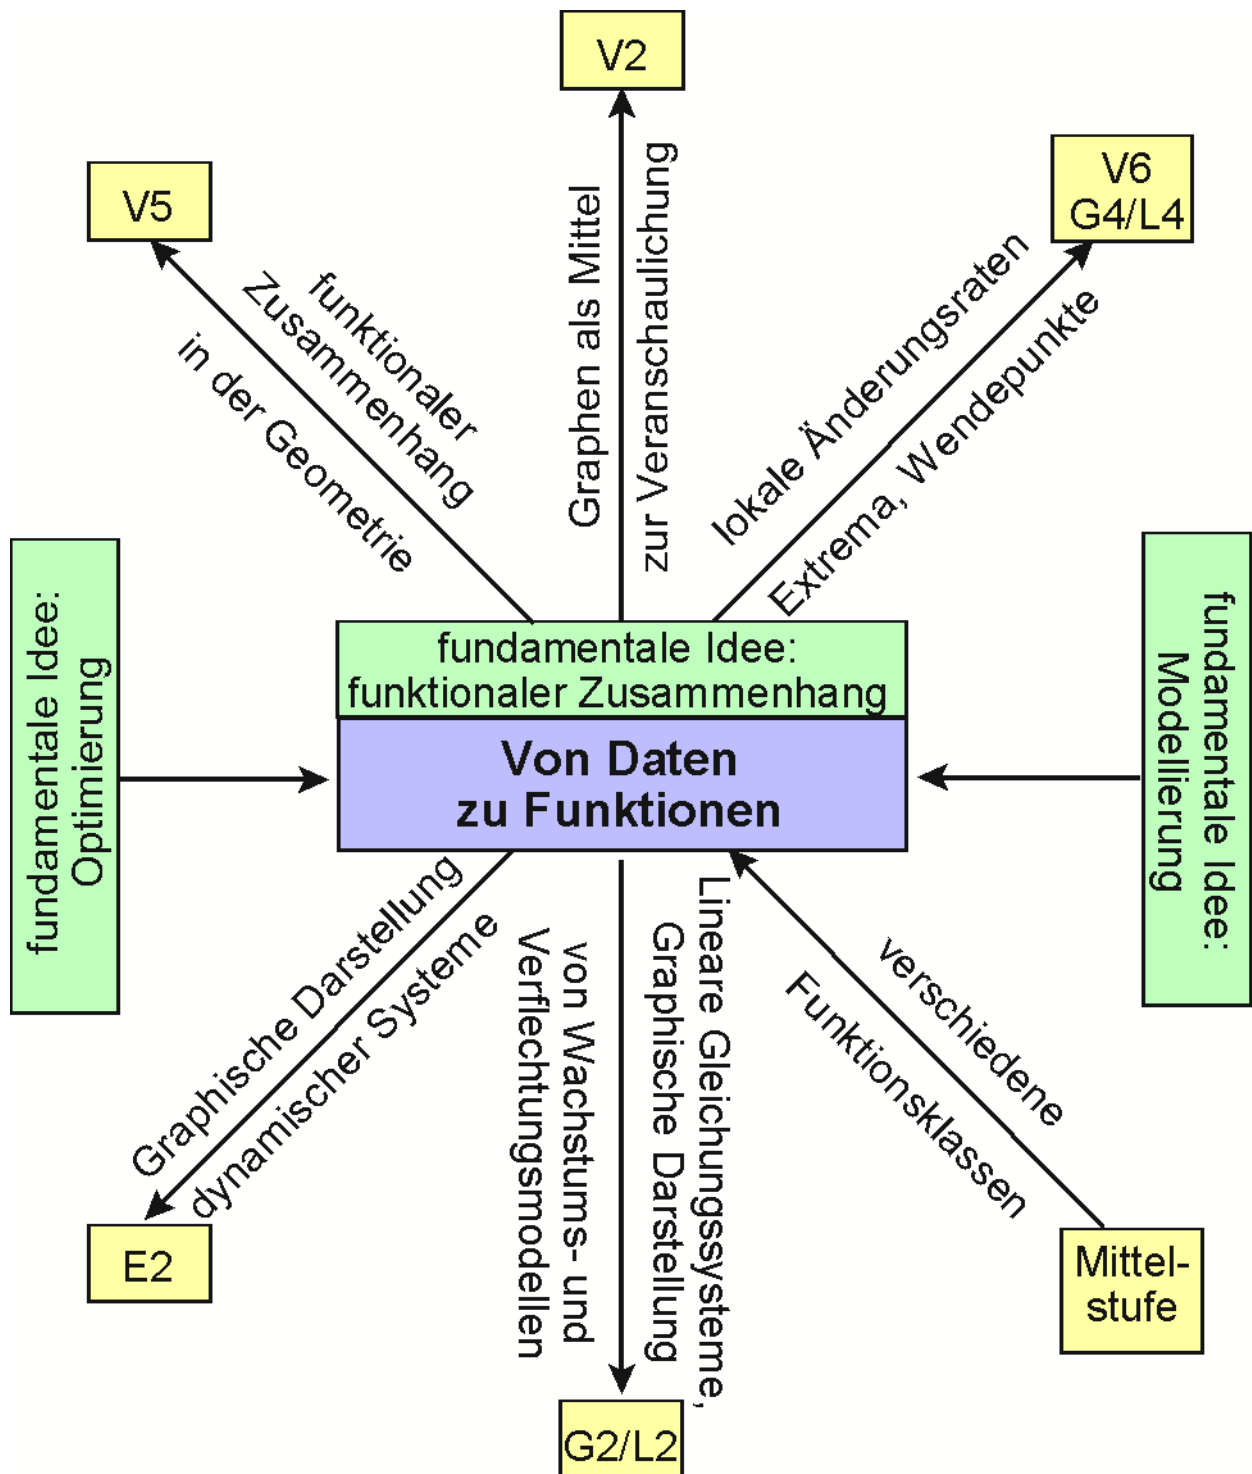 V2
V5
V6
G4/L4
funktionaler
Zusammenhang
in der Geometrie
Graphen als Mittel
zur Veranschaulichung
lokale Änderungsraten
Extrema, Wendepunkte
fundamentale Idee:
Optimierung
fundamentale Idee:
funktionaler Zusammenhang
Von Daten
zu Funktionen
fundamentale Idee:
Modellierung
Graphische Darstellung
dynamischer Systeme
Lineare Gleichungssysteme,
Graphische Darstellung
von Wachstums- und
Verflechtungsmodellen
verschiedene
Funktionsklassen
E2
G2/L2
Mittel-
stufe